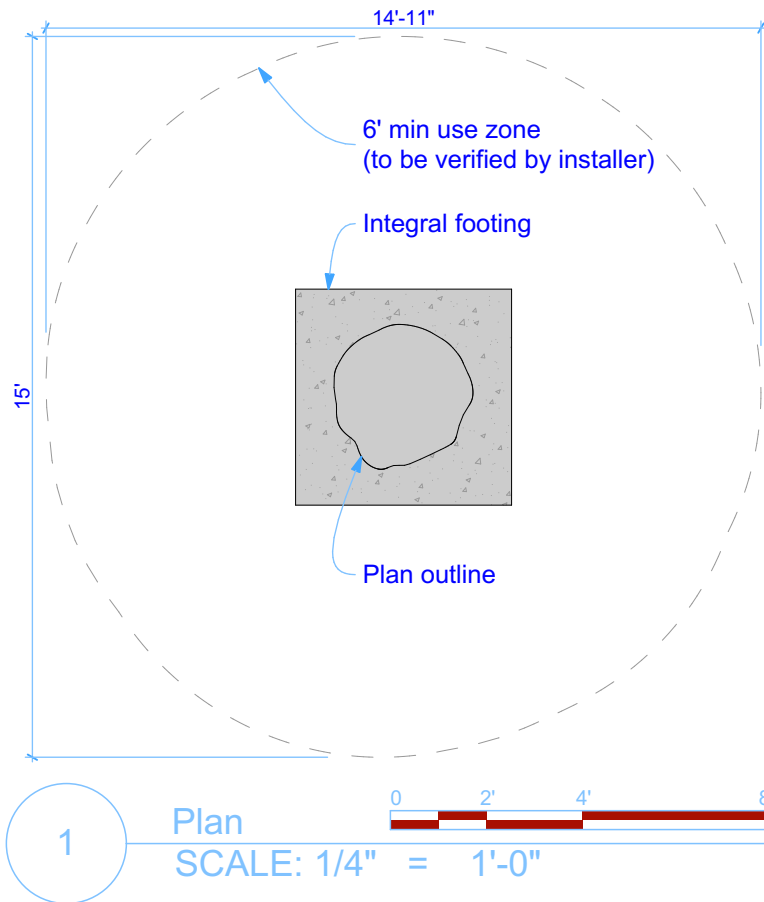 14'-11"
6' min use zone
(to be verified by installer)
Integral footing
15'
Plan outline
0 2' 4' 8
1
Plan
SCALE: 1/4" = 1'-0"